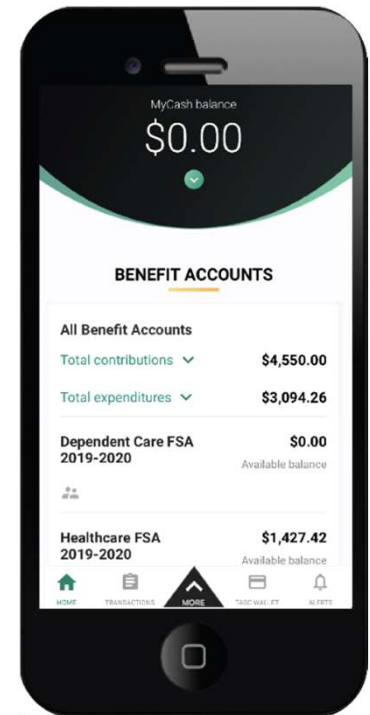 MyCash balance
$0.00
BENEFIT ACCOUNTS
All Benefit Accounts
Total contributions $4,550.00
Total expenditures $3,094.26
Dependent Care FSA $0.00
2019-2020 Available balance
Healthcare FSA $1,427.42
2019-2020 Available balance
HOME TRANSACTIONS MORE TASC WALLET ALERTS